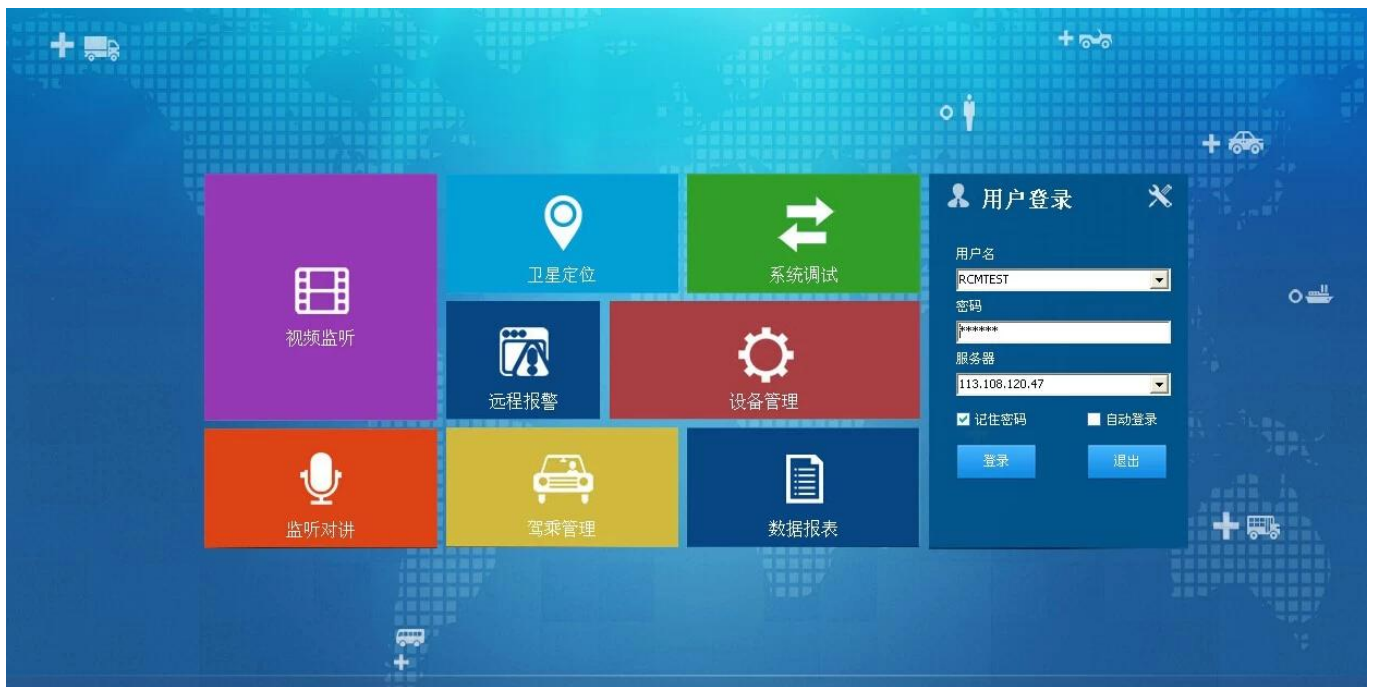 卫星定位
系统调试
视频监听
远程报警
设备管理
监听对讲
驾乘管理
数据报表
用户登录
用户名
RCMTEST
密码
******
服务器
113.108.120.47
记住密码
自动登录
登录
退出